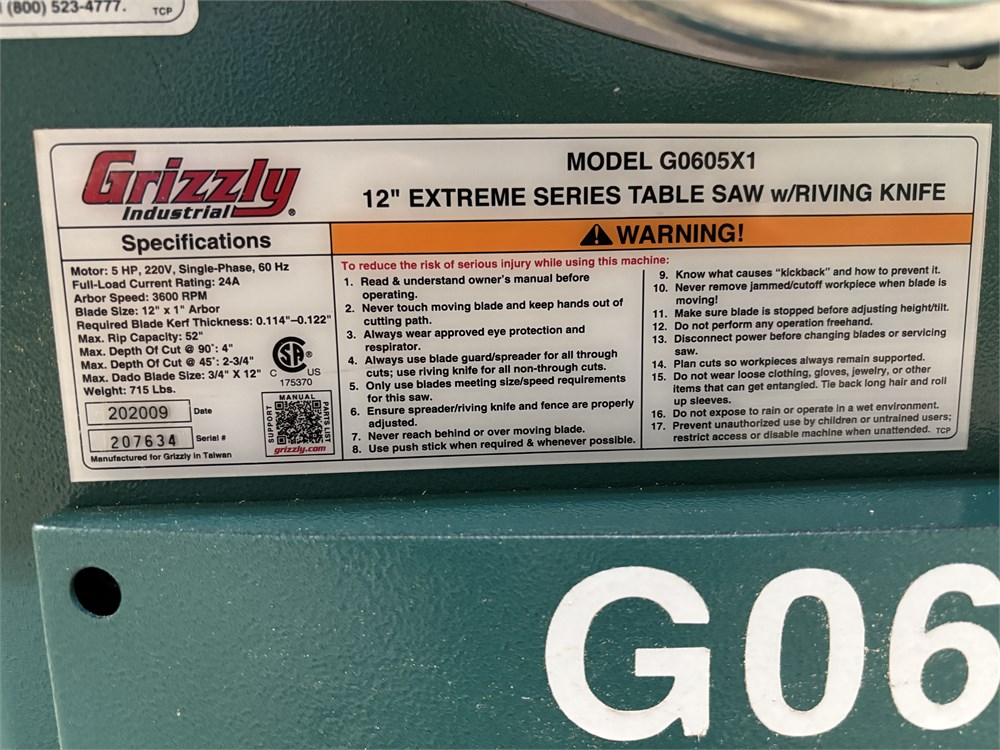 (800) 523-4777. TCP
Grizzly
Industrial®
MODEL G0605X1
12" EXTREME SERIES TABLE SAW w/RIVING KNIFE
Specifications
Motor: 5 HP, 220V, Single-Phase, 60 Hz
Full-Load Current Rating: 24A
Arbor Speed: 3600 RPM
Blade Size: 12" x 1" Arbor
Required Blade Kerf Thickness: 0.114"–0.122"
Max. Rip Capacity: 52"
Max. Depth Of Cut @ 90˚: 4"
Max. Depth Of Cut @ 45˚: 2-3/4"
Max. Dado Blade Size: 3/4" X 12"
Weight: 715 Lbs.
CSA®
C US
175370
202009 Date
207634 Serial #
Manufactured for Grizzly in Taiwan
MANUAL
SUPPORT
PARTS LIST
grizzly.com
WARNING!
To reduce the risk of serious injury while using this machine:
1. Read & understand owner's manual before
operating.
2. Never touch moving blade and keep hands out of
cutting path.
3. Always wear approved eye protection and
respirator.
4. Always use blade guard/spreader for all through
cuts; use riving knife for all non-through cuts.
5. Only use blades meeting size/speed requirements
for this saw.
6. Ensure spreader/riving knife and fence are properly
adjusted.
7. Never reach behind or over moving blade.
8. Use push stick when required & whenever possible.
9. Know what causes "kickback" and how to prevent it.
10. Never remove jammed/cutoff workpiece when blade is
moving!
11. Make sure blade is stopped before adjusting height/tilt.
12. Do not perform any operation freehand.
13. Disconnect power before changing blades or servicing
saw.
14. Plan cuts so workpieces always remain supported.
15. Do not wear loose clothing, gloves, jewelry, or other
items that can get entangled. Tie back long hair and roll
up sleeves.
16. Do not expose to rain or operate in a wet environment.
17. Prevent unauthorized use by children or untrained users;
restrict access or disable machine when unattended. TCP
G06